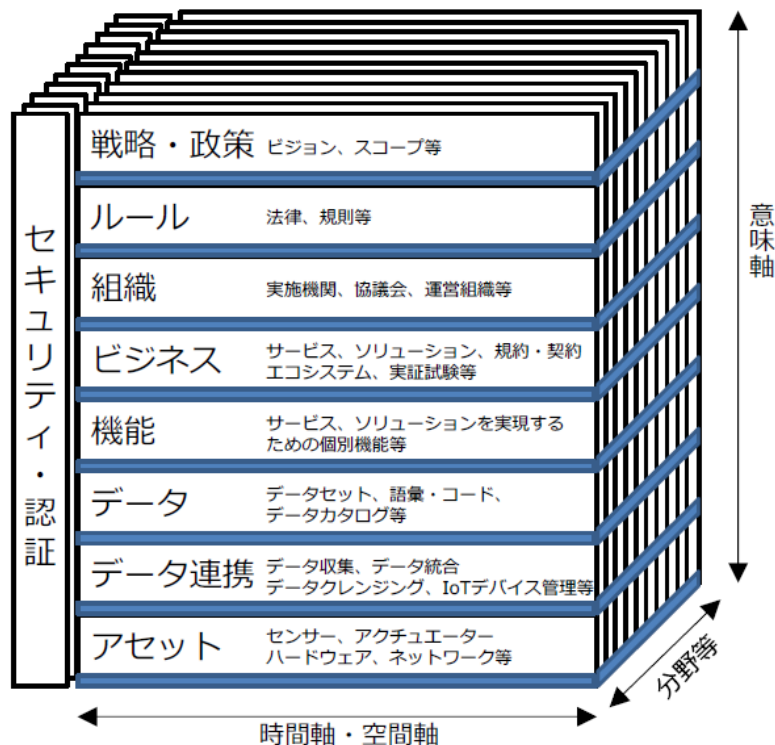 セキュリティ・認証
戦略・政策 ビジョン、スコープ等
ルール 法律、規則等
組織 実施機関、協議会、運営組織等
ビジネス サービス、ソリューション、規約・契約
エコシステム、実証試験等
機能 サービス、ソリューションを実現する
ための個別機能等
データ データセット、語彙・コード、
データカタログ等
データ連携 データ収集、データ統合
データクレンジング、IoTデバイス管理等
アセット センサー、アクチュエーター
ハードウェア、ネットワーク等
意味軸
分野等
時間軸・空間軸